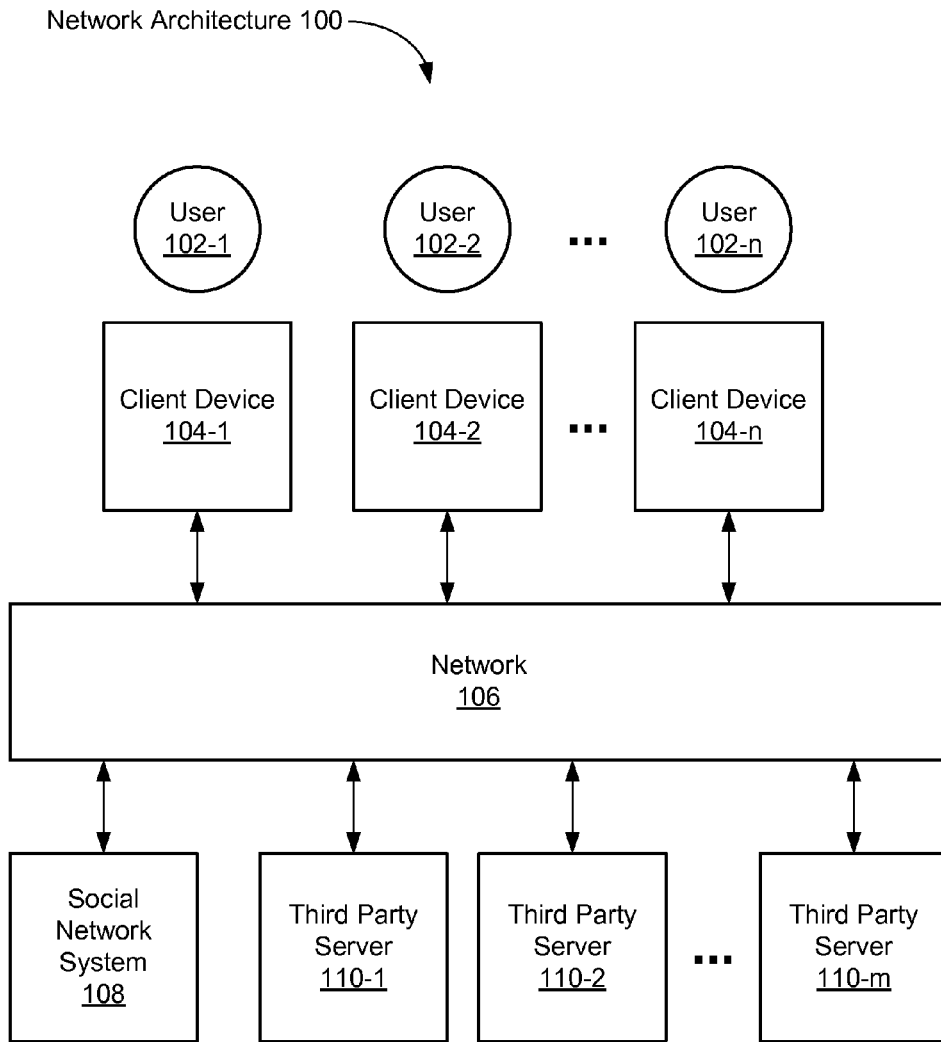 Network Architecture 100
User
102-1
User
102-2
...
User
102-n
Client Device
104-1
Client Device
104-2
...
Client Device
104-n
Network
106
Social
Network
System
108
Third Party
Server
110-1
Third Party
Server
110-2
...
Third Party
Server
110-m